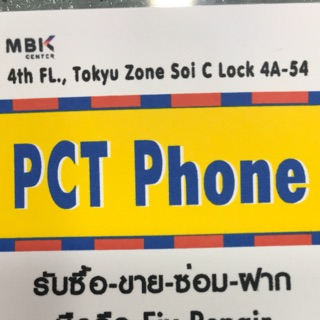 MBK
CENTER
4th FL., Tokyu Zone Soi C Lock 4A-54
PCT Phone
รับซื้อ-ขาย-ซ่อม-ฝาก